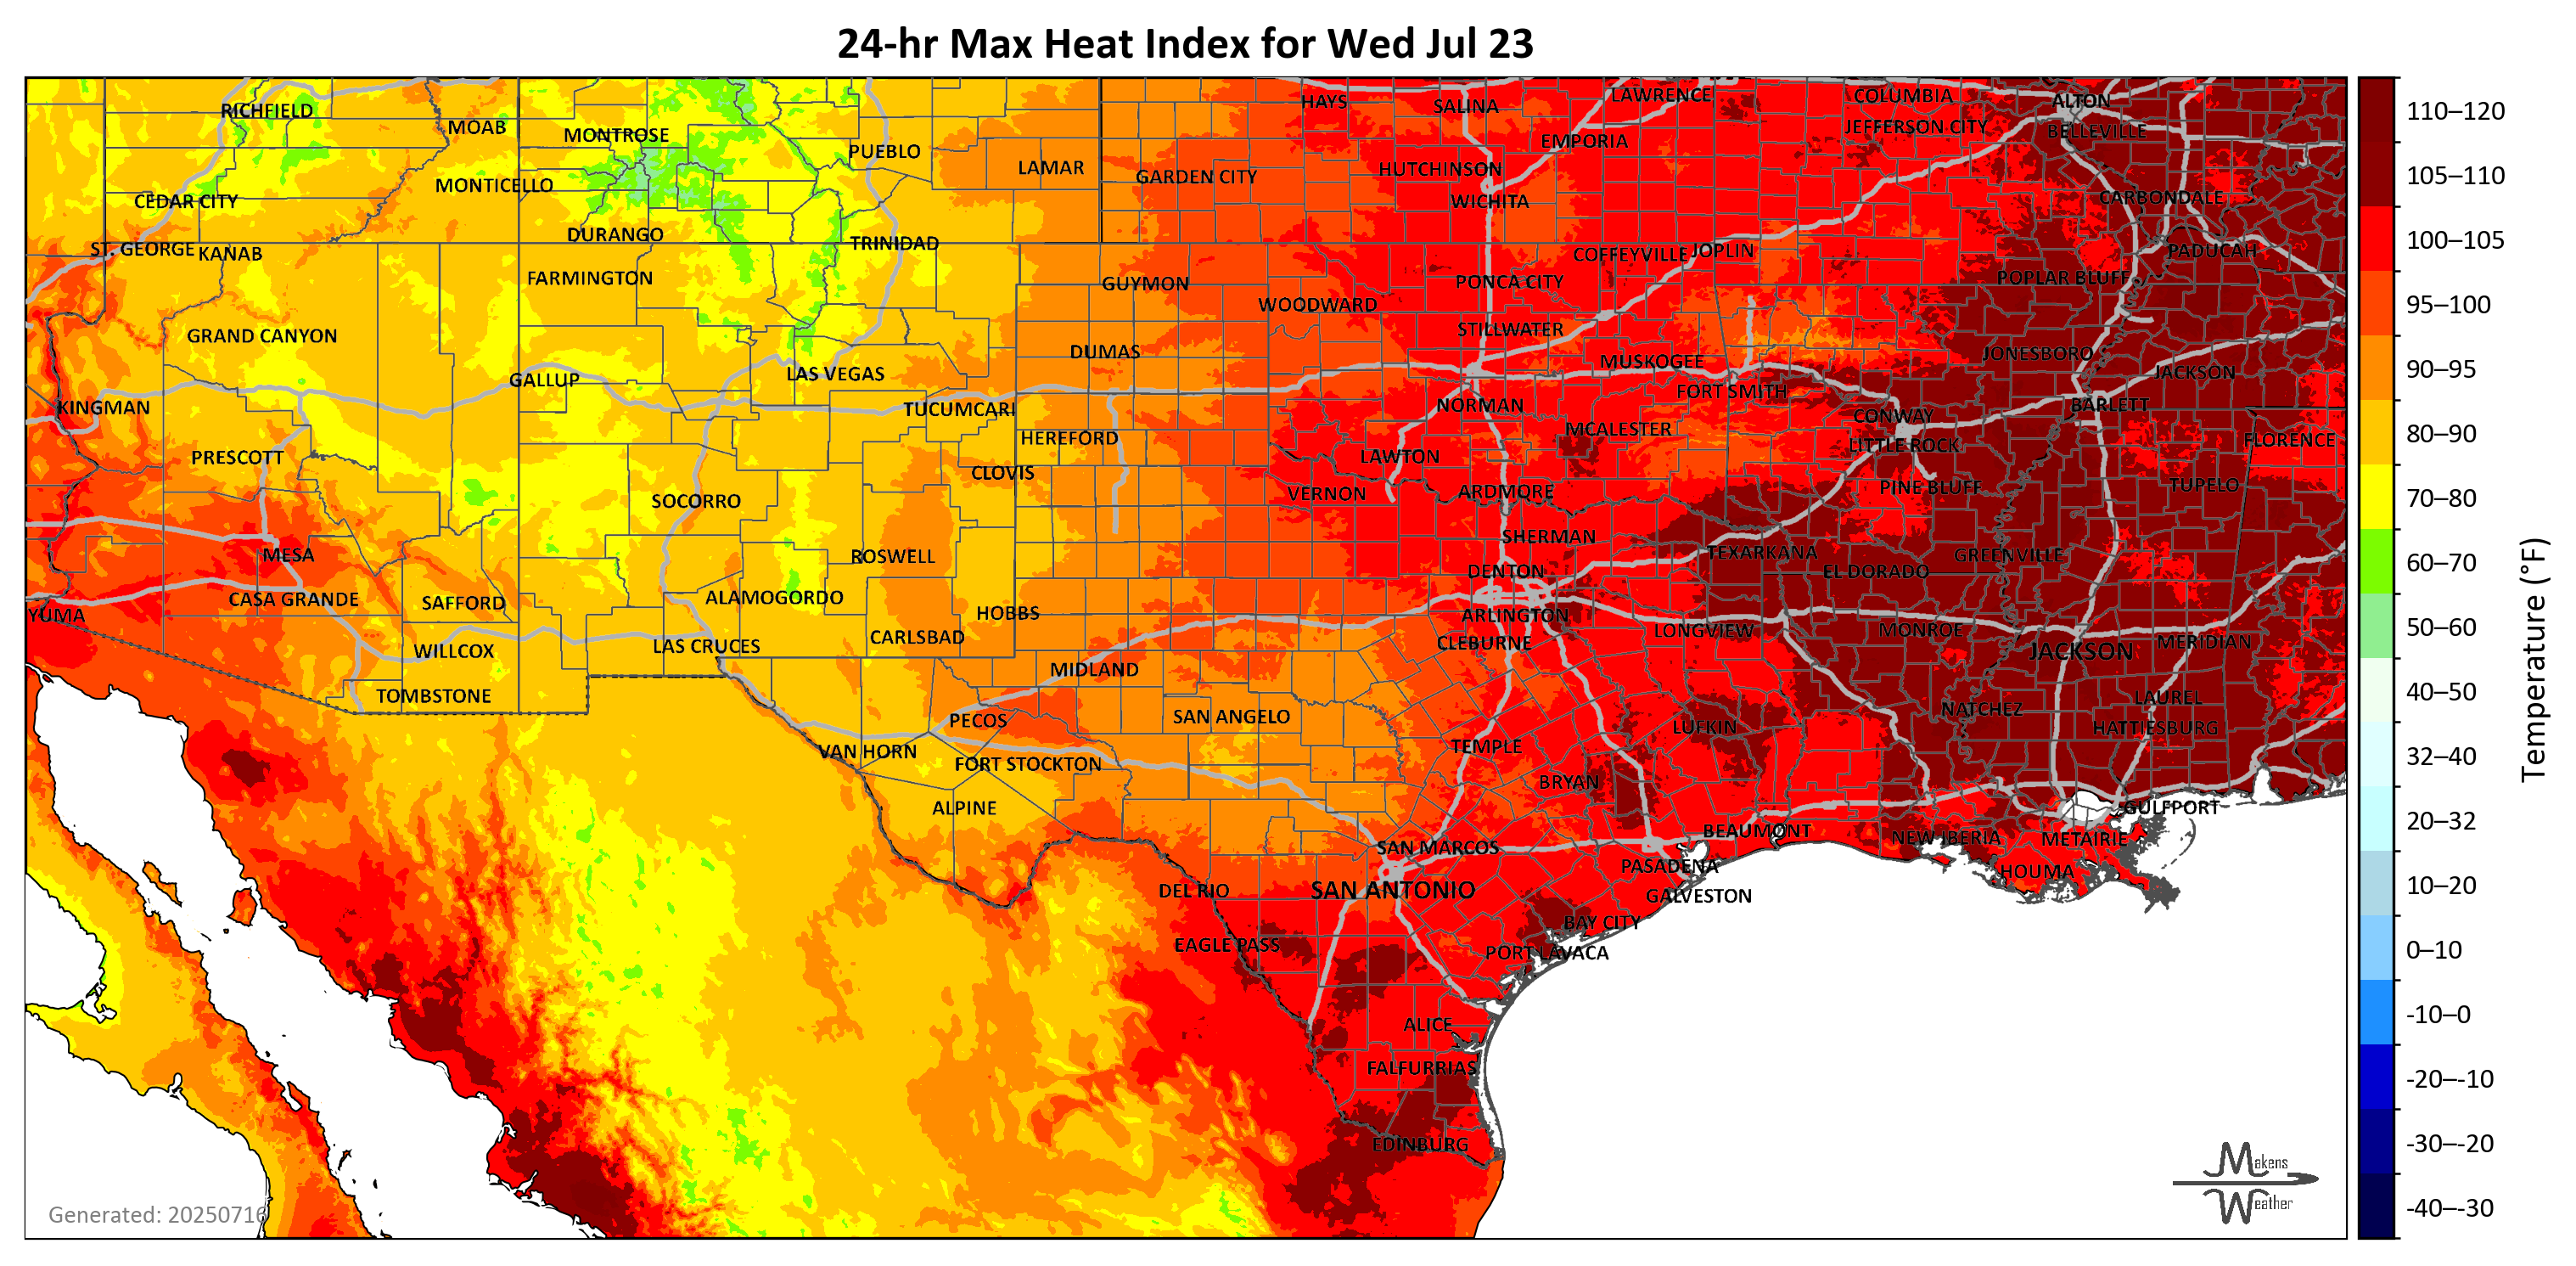 24-hr Max Heat Index for Wed Jul 23
RICHFIELD
MOAB
MONTROSE
PUEBLO
LAMAR
GARDEN CITY
HAYS
SALINA
LAWRENCE
EMPORIA
HUTCHINSON
WICHITA
COLUMBIA
JEFFERSON CITY
ALTON
BELLEVILLE
CEDAR CITY
MONTICELLO
CARBONDALE
ST. GEORGE
KANAB
DURANGO
TRINIDAD
FARMINGTON
GUYMON
WOODWARD
PONCA CITY
COFFEYVILLE
JOPLIN
POPLAR BLUFF
PADUCAH
GRAND CANYON
DUMAS
STILLWATER
MUSKOGEE
JONESBORO
JACKSON
GALLUP
LAS VEGAS
FORT SMITH
KINGMAN
TUCUMCARI
NORMAN
CONWAY
BARLETT
HEREFORD
MCALESTER
LITTLE ROCK
FLORENCE
PRESCOTT
CLOVIS
LAWTON
SOCORRO
VERNON
ARDMORE
PINE BLUFF
TUPELO
MESA
ROSWELL
SHERMAN
TEXARKANA
GREENVILLE
DENTON
EL DORADO
CASA GRANDE
SAFFORD
ALAMOGORDO
HOBBS
YUMA
ARLINGTON
WILLCOX
LAS CRUCES
CARLSBAD
CLEBURNE
LONGVIEW
MONROE
JACKSON
MERIDIAN
MIDLAND
TOMBSTONE
PECOS
SAN ANGELO
LUFKIN
NATCHEZ
LAUREL
HATTIESBURG
VAN HORN
FORT STOCKTON
TEMPLE
BRYAN
ALPINE
GULFPORT
SAN MARCOS
BEAUMONT
NEW IBERIA
METAIRIE
PASADENA
HOUMA
DEL RIO
SAN ANTONIO
GALVESTON
BAY CITY
EAGLE PASS
PORT LAVACA
ALICE
FALFURRIAS
EDINBURG
Generated: 20250716
Makens
Weather
110–120
105–110
100–105
95–100
90–95
80–90
70–80
60–70
50–60
40–50
32–40
20–32
10–20
0–10
-10–0
-20–-10
-30–-20
-40–-30
Temperature (°F)